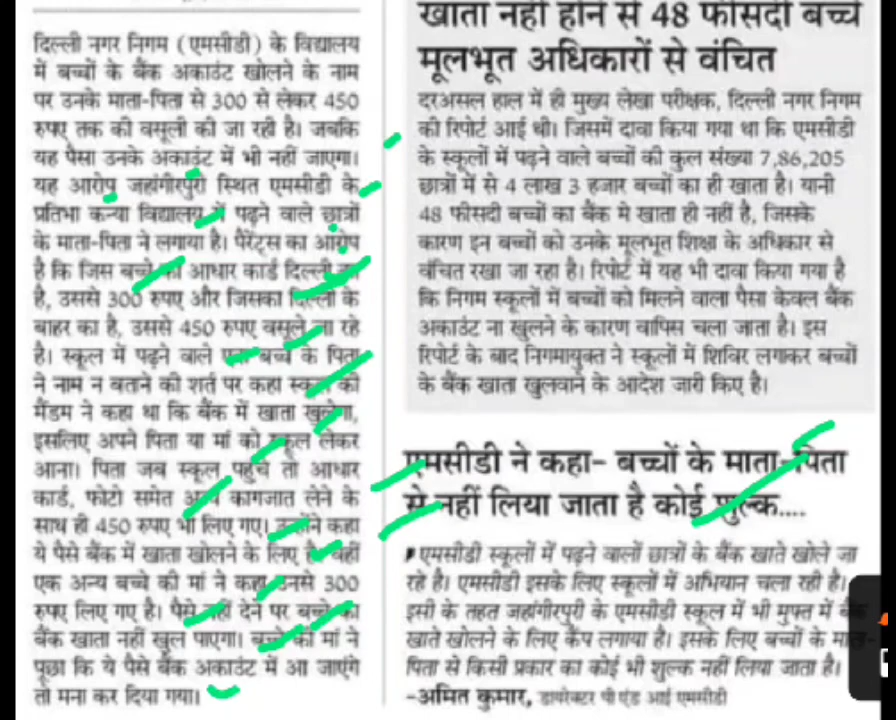 दिल्ली नगर निगम (एमसीडी) के विद्यालय
में बच्चों के बैंक अकाउंट खोलने के नाम
पर उनके माता-पिता से 300 से लेकर 450
रुपए तक की वसूली की जा रही है। जबकि
यह पैसा उनके अकाउंट में भी नहीं जाएगा।
यह आरोप जहांगीरपुरी स्थित एमसीडी के
प्रतिभा कन्या विद्यालय में पढ़ने वाले छात्रों
के माता-पिता ने लगाया है। पैरेंट्स का आरोप
है कि जिस बच्चे का आधार कार्ड दिल्ली का
है, उससे 300 रुपए और जिसका दिल्ली के
बाहर का है, उससे 450 रुपए वसूले जा रहे
है। स्कूल में पढ़ने वाले एक बच्चे के पिता
ने नाम न बताने की शर्त पर कहा स्कूल की
मैडम ने कहा था कि बैंक में खाता खुलेगा,
इसलिए अपने पिता या मां को स्कूल लेकर
आना। पिता जब स्कूल पहुंचे तो आधार
कार्ड, फोटो समेत अन्य कागजात लेने के
साथ ही 450 रुपए भी लिए गए। उन्होंने कहा
ये पैसे बैंक में खाता खोलने के लिए है। वहीं
एक अन्य बच्चे की मां ने कहा उनसे 300
रुपए लिए गए है। पैसे नहीं देने पर बच्चे का
बैंक खाता नहीं खुल पाएगा। बच्चे की मां ने
पूछा कि ये पैसे बैंक अकाउंट में आ जाएंगे
तो मना कर दिया गया।
खाता नहीं होने से 48 फीसदी बच्चे
मूलभूत अधिकारों से वंचित
दरअसल हाल में ही मुख्य लेखा परीक्षक, दिल्ली नगर निगम
की रिपोर्ट आई थी। जिसमें दावा किया गया था कि एमसीडी
के स्कूलों में पढ़ने वाले बच्चों की कुल संख्या 7,86,205
छात्रों में से 4 लाख 3 हजार बच्चों का ही खाता है। यानी
48 फीसदी बच्चों का बैंक मे खाता ही नहीं है, जिसके
कारण इन बच्चों को उनके मूलभूत शिक्षा के अधिकार से
वंचित रखा जा रहा है। रिपोर्ट में यह भी दावा किया गया है
कि निगम स्कूलों में बच्चों को मिलने वाला पैसा केवल बैंक
अकाउंट ना खुलने के कारण वापिस चला जाता है। इस
रिपोर्ट के बाद निगमायुक्त ने स्कूलों में शिविर लगाकर बच्चों
के बैंक खाता खुलवाने के आदेश जारी किए है।
एमसीडी ने कहा- बच्चों के माता-पिता
से नहीं लिया जाता है कोई शुल्क....
एमसीडी स्कूलों में पढ़ने वालों छात्रों के बैंक खाते खोले जा
रहे है। एमसीडी इसके लिए स्कूलों में अभियान चला रही है।
इसी के तहत जहांगीरपुरी के एमसीडी स्कूल में भी मुफ्त में बैंक
खाते खोलने के लिए कैंप लगाया है। इसके लिए बच्चों के माता-
पिता से किसी प्रकार का कोई भी शुल्क नहीं लिया जाता है।
-अमित कुमार, डायरेक्टर पी एंड आई एमसीडी